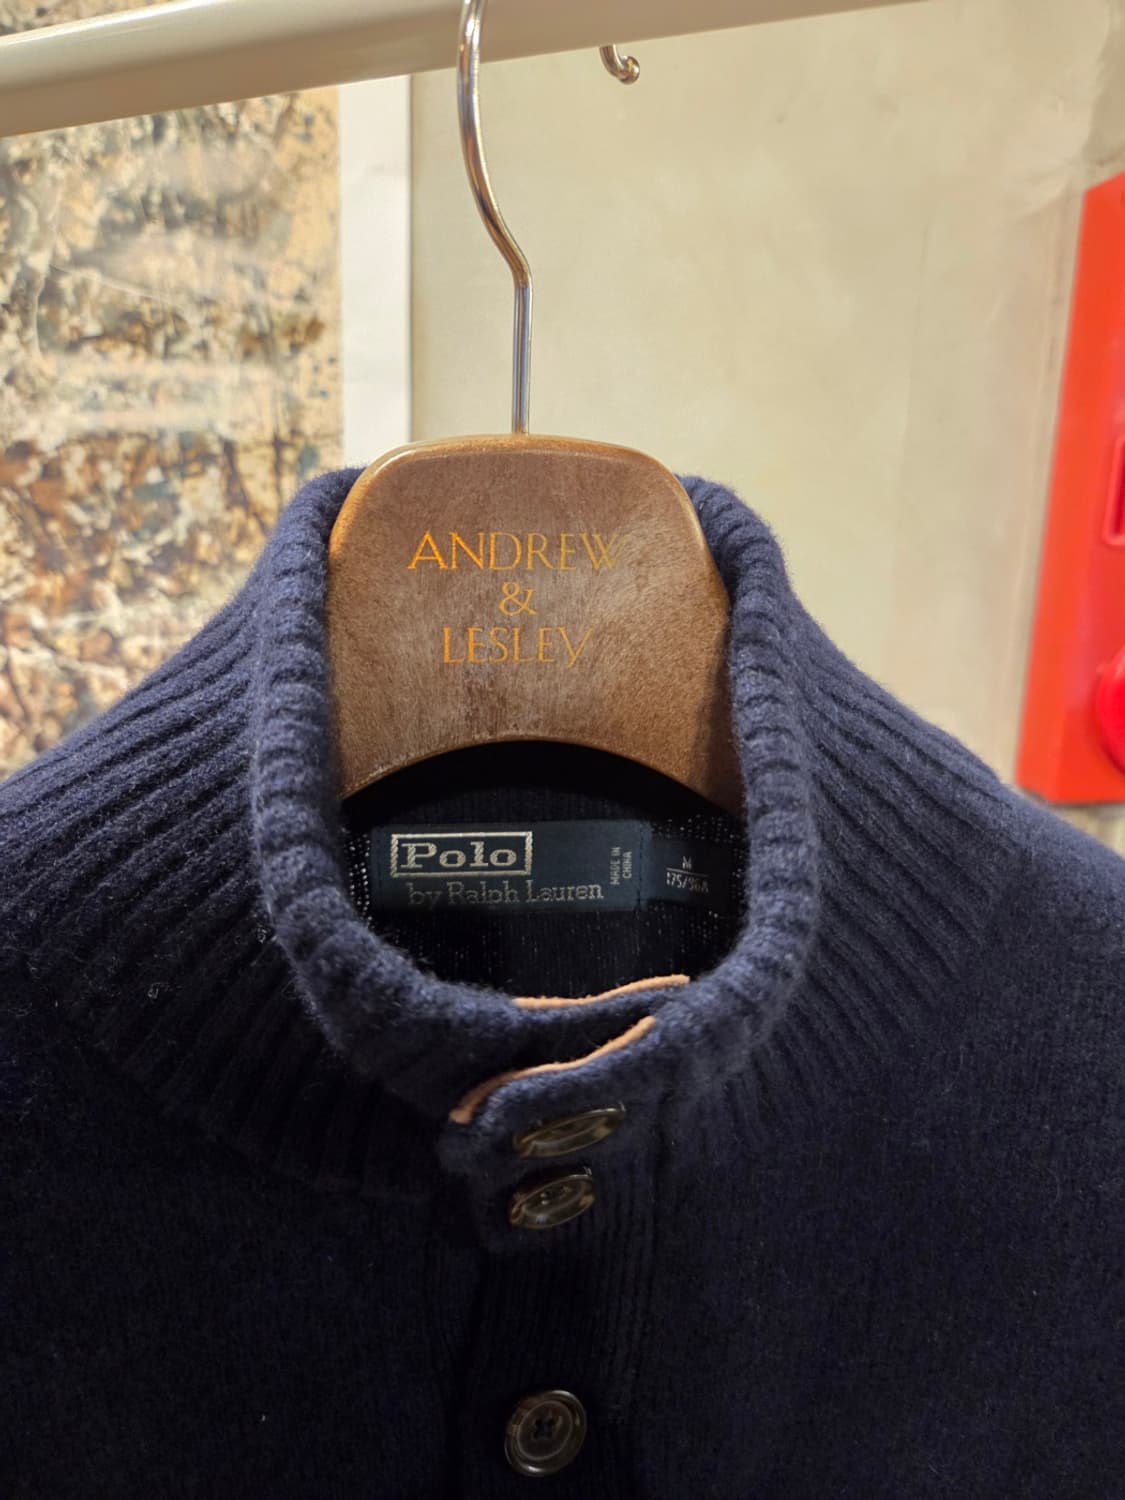 ANDREW
&
LESLEY
Polo
by Ralph Lauren
MADE IN
CHINA
M
175/96A